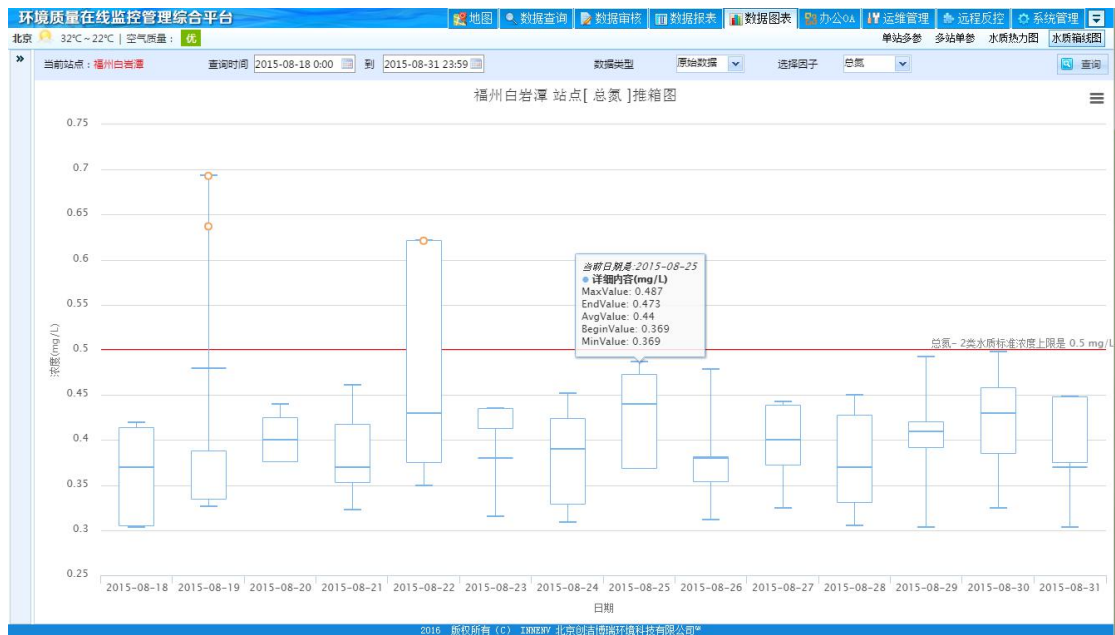 环境质量在线监控管理综合平台
地图 数据查询 数据审核 数据报表 数据图表 办公OA 运维管理 远程反控 系统管理
北京 32℃~22℃ | 空气质量: 优
单站多参 多站单参 水质热力图 水质箱线图
»
当前站点:福州白岩潭 查询时间 2015-08-18 0:00 到 2015-08-31 23:59 数据类型 原始数据 选择因子 总氮 查询
福州白岩潭 站点[ 总氮 ]推箱图
0.75
0.7
0.65
0.6
0.55
0.5
0.45
0.4
0.35
0.3
0.25
浓度(mg/L)
当前日期是:2015-08-25
详细内容(mg/L)
MaxValue: 0.487
EndValue: 0.473
AvgValue: 0.44
BeginValue: 0.369
MinValue: 0.369
总氮- 2类水质标准浓度上限是 0.5 mg/L
2015-08-18 2015-08-19 2015-08-20 2015-08-21 2015-08-22 2015-08-23 2015-08-24 2015-08-25 2015-08-26 2015-08-27 2015-08-28 2015-08-29 2015-08-30 2015-08-31
日期
2016 版权所有 (C) INNENV 北京创洁博瑞环境科技有限公司